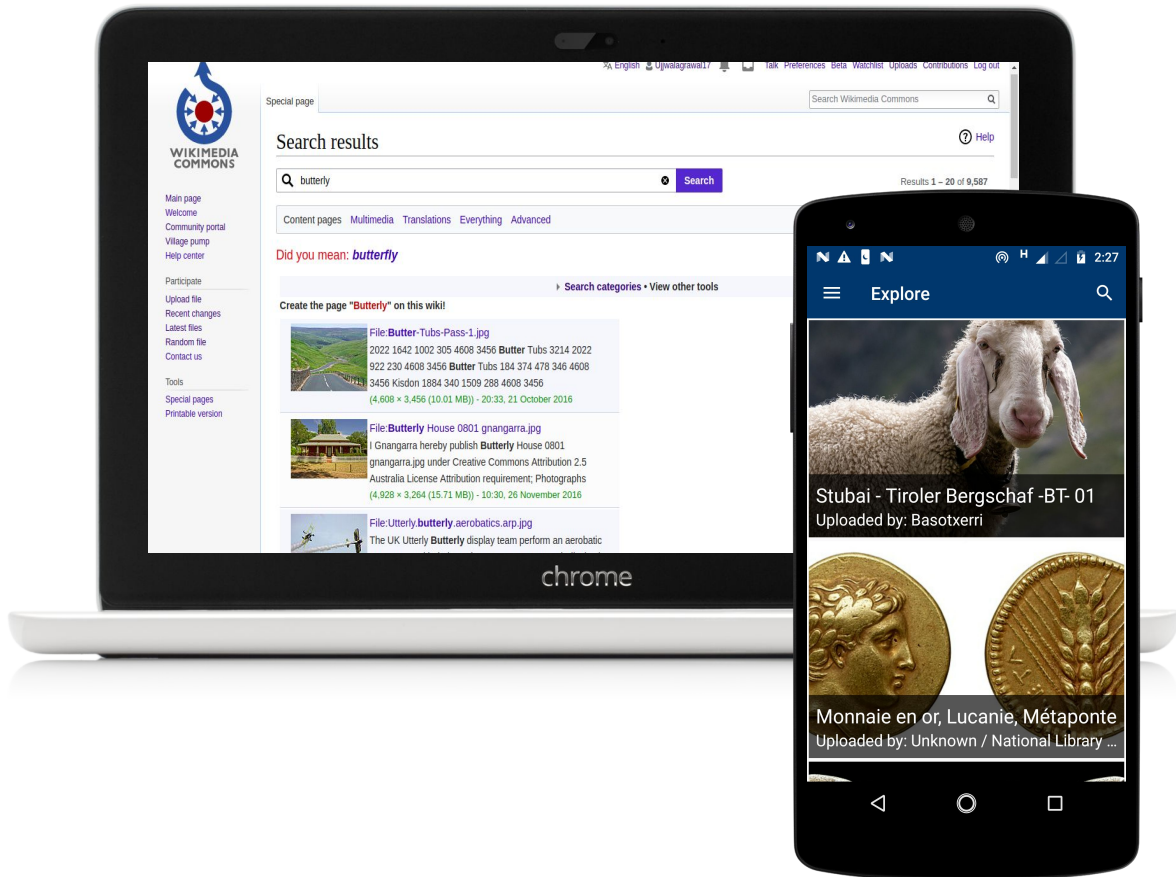 English Ujjwalagrawal17 Talk Preferences Beta Watchlist Uploads Contributions Log out
WIKIMEDIA
COMMONS
Special page
Search Wikimedia Commons
Search results
Help
butterly
Search
Results 1 – 20 of 9,587
Main page
Welcome
Community portal
Village pump
Help center
Participate
Upload file
Recent changes
Latest files
Random file
Contact us
Tools
Special pages
Printable version
Content pages Multimedia Translations Everything Advanced
Did you mean: butterfly
Search categories • View other tools
Create the page "Butterly" on this wiki!
File:Butter-Tubs-Pass-1.jpg
2022 1642 1002 305 4608 3456 Butter Tubs 3214 2022
922 230 4608 3456 Butter Tubs 184 374 478 346 4608
3456 Kisdon 1884 340 1509 288 4608 3456
(4,608 × 3,456 (10.01 MB)) - 20:33, 21 October 2016
File:Butterly House 0801 gnangarra.jpg
I Gnangarra hereby publish Butterly House 0801
gnangarra.jpg under Creative Commons Attribution 2.5
Australia License Attribution requirement; Photographs
(4,928 × 3,264 (15.71 MB)) - 10:30, 26 November 2016
File:Utterly.butterly.aerobatics.arp.jpg
The UK Utterly Butterly display team perform an aerobatic
chrome
H 2:27
Explore
Stubai - Tiroler Bergschaf -BT- 01
Uploaded by: Basotxerri
Monnaie en or, Lucanie, Métaponte
Uploaded by: Unknown / National Library ...